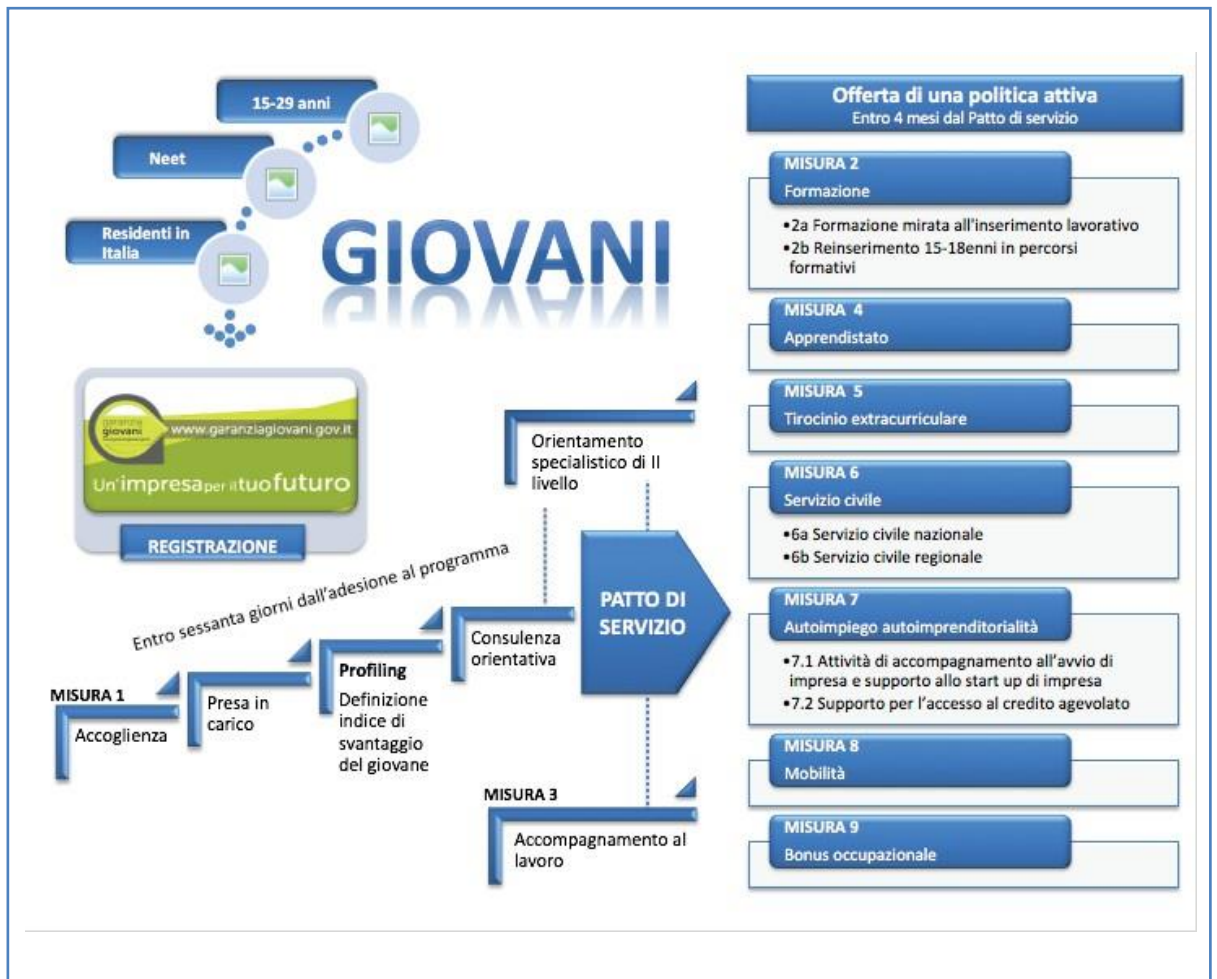 15-29 anni
Neet
Residenti in
Italia
GIOVANI
garanzia
giovani
www.garanziagiovani.gov.it
Un'impresa per il tuo futuro
REGISTRAZIONE
Entro sessanta giorni dall'adesione al programma
MISURA 1
Accoglienza
Presa in
carico
Profiling
Definizione
indice di
svantaggio
del giovane
Consulenza
orientativa
Orientamento
specialistico di II
livello
PATTO DI
SERVIZIO
MISURA 3
Accompagnamento al
lavoro
Offerta di una politica attiva
Entro 4 mesi dal Patto di servizio
MISURA 2
Formazione
•2a Formazione mirata all'inserimento lavorativo
•2b Reinserimento 15-18enni in percorsi
formativi
MISURA 4
Apprendistato
MISURA 5
Tirocinio extracurriculare
MISURA 6
Servizio civile
•6a Servizio civile nazionale
•6b Servizio civile regionale
MISURA 7
Autoimpiego autoimprenditorialità
•7.1 Attività di accompagnamento all'avvio di
impresa e supporto allo start up di impresa
•7.2 Supporto per l'accesso al credito agevolato
MISURA 8
Mobilità
MISURA 9
Bonus occupazionale